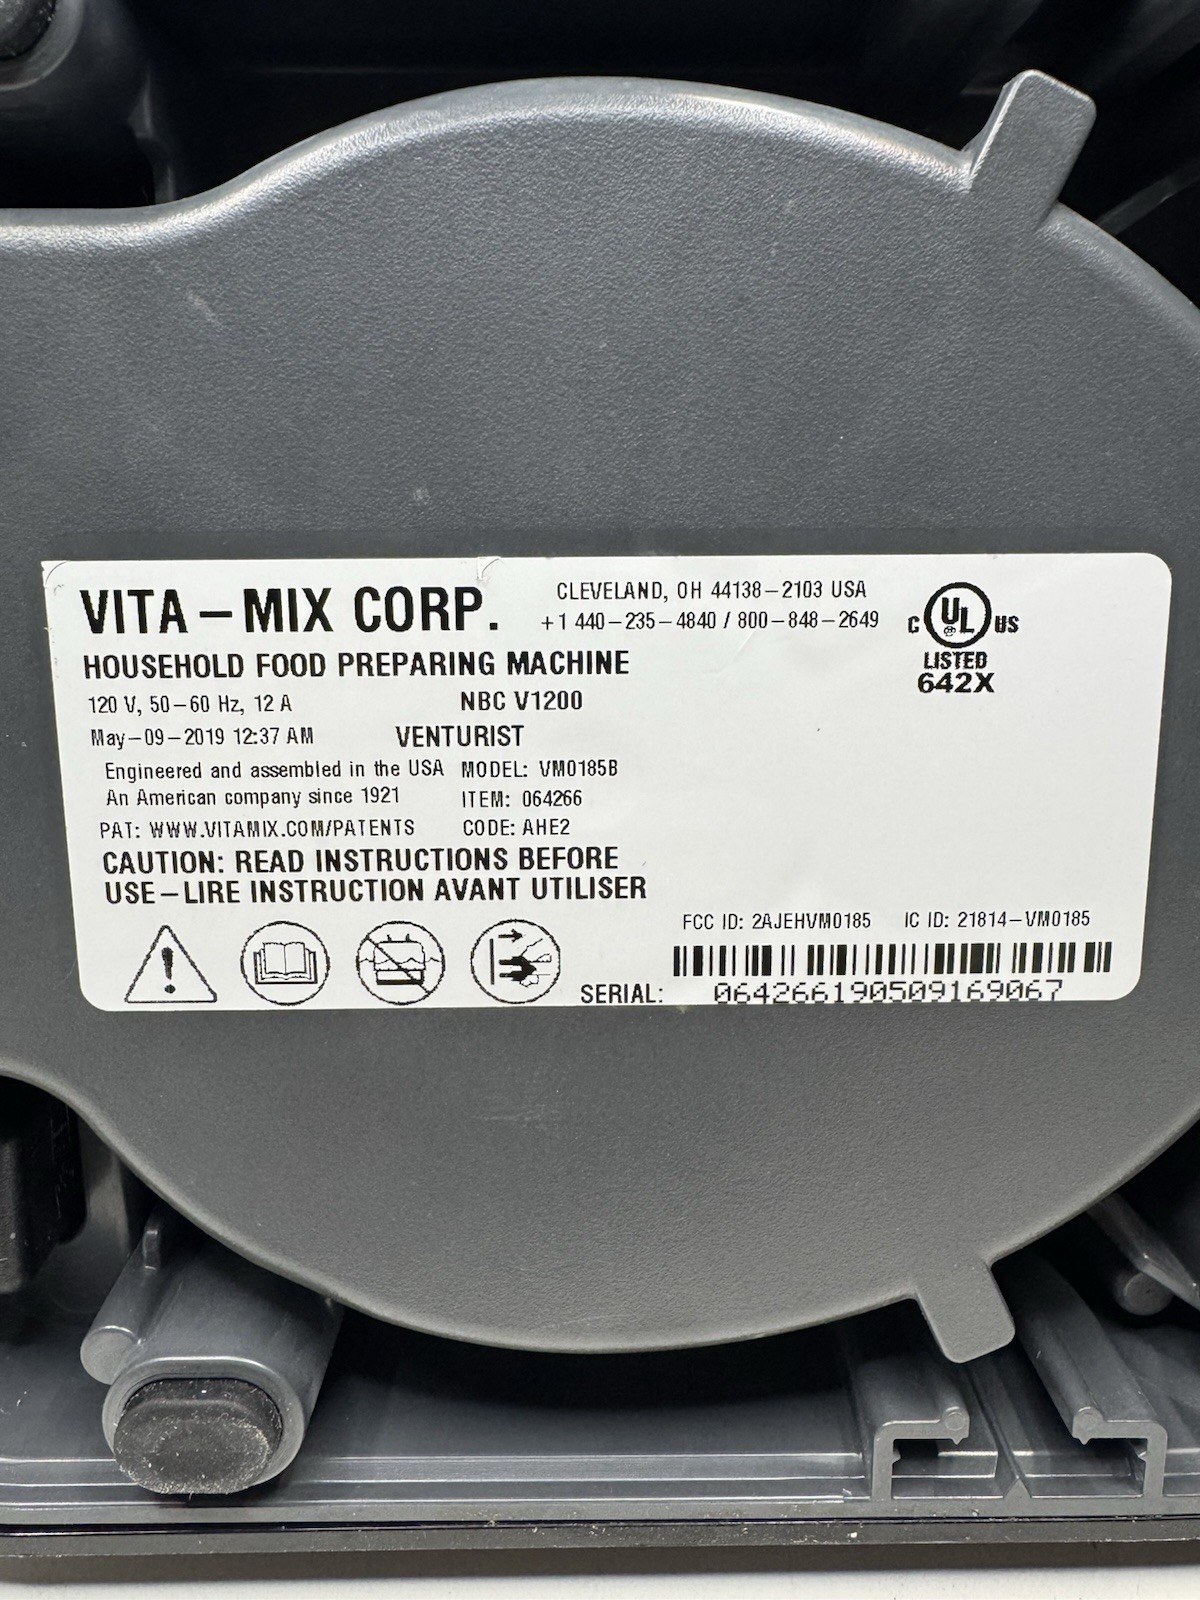 VITA-MIX CORP.
CLEVELAND, OH 44138-2103 USA
+1 440-235-4840 / 800-848-2649
C UL US
LISTED
642X
HOUSEHOLD FOOD PREPARING MACHINE
120 V, 50-60 Hz, 12 A NBC V1200
May-09-2019 12:37 AM VENTURIST
Engineered and assembled in the USA MODEL: VM0185B
An American company since 1921 ITEM: 064266
PAT: WWW.VITAMIX.COM/PATENTS CODE: AHE2
CAUTION: READ INSTRUCTIONS BEFORE
USE-LIRE INSTRUCTION AVANT UTILISER
FCC ID: 2AJEHVM0185 IC ID: 21814-VM0185
SERIAL: 064266190509169067